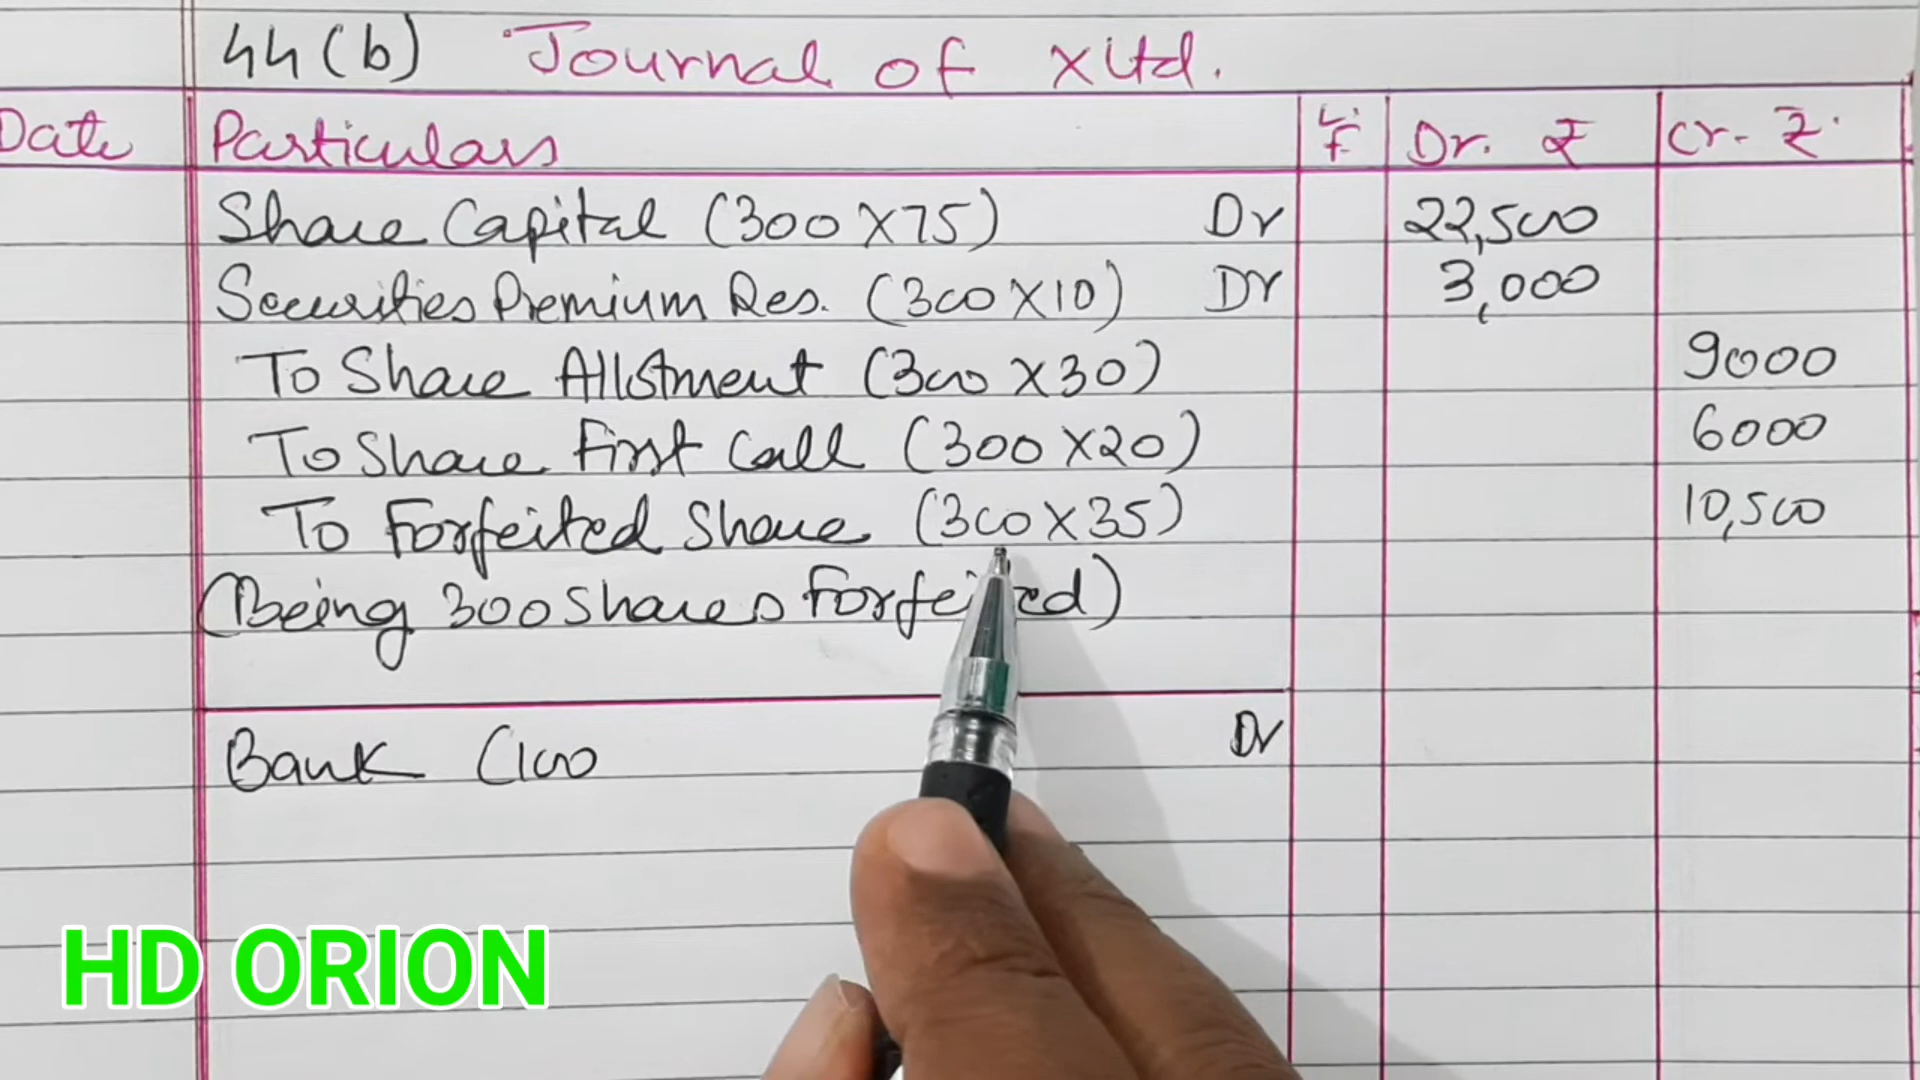 44(b) Journal of X Ltd.
Date Particulars L.F. Dr. ₹ Cr. ₹
Share Capital (300 X 75) Dr 22,500
Securities Premium Res. (300 X 10) Dr 3,000
To Share Allotment (300 X 30) 9000
To Share First Call (300 X 20) 6000
To Forfeited Share (300 X 35) 10,500
(Being 300 Shares Forfeited)
Bank (100 Dr
HD ORION